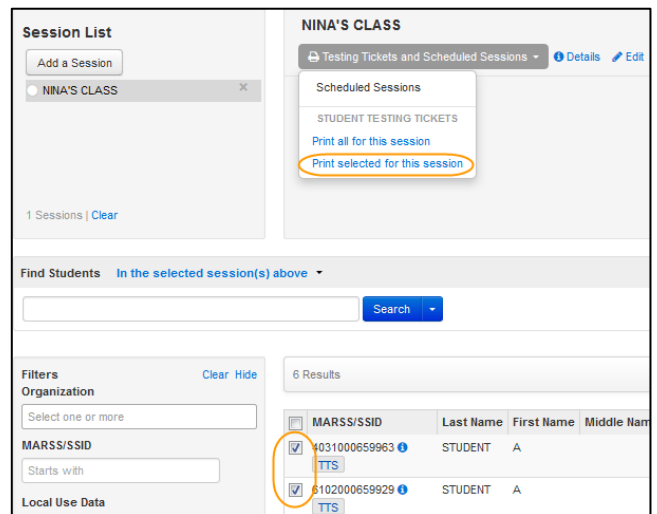 Session List
Add a Session
NINA'S CLASS
1 Sessions | Clear
NINA'S CLASS
Testing Tickets and Scheduled Sessions
Details
Edit
Scheduled Sessions
STUDENT TESTING TICKETS
Print all for this session
Print selected for this session
Find Students In the selected session(s) above
Search
Filters Clear Hide
Organization
Select one or more
MARSS/SSID
Starts with
Local Use Data
6 Results
MARSS/SSID Last Name First Name Middle Nam
4031000659963 STUDENT A
TTS
6102000659929 STUDENT A
TTS